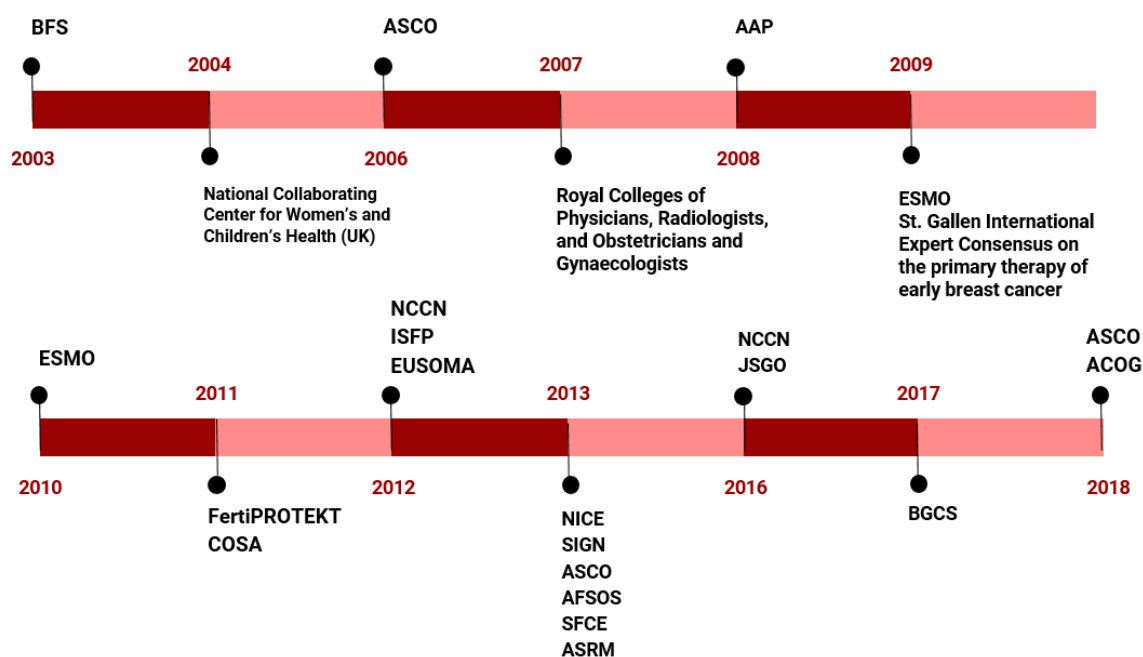 BFS
ASCO
AAP
2004
2007
2009
2003
2006
2008
National Collaborating
Center for Women's and
Children's Health (UK)
Royal Colleges of
Physicians, Radiologists,
and Obstetricians and
Gynaecologists
ESMO
St. Gallen International
Expert Consensus on
the primary therapy of
early breast cancer
ESMO
NCCN
ISFP
EUSOMA
NCCN
JSGO
ASCO
ACOG
2011
2013
2017
2010
2012
2016
2018
FertiPROTEKT
COSA
NICE
SIGN
ASCO
AFSOS
SFCE
ASRM
BGCS